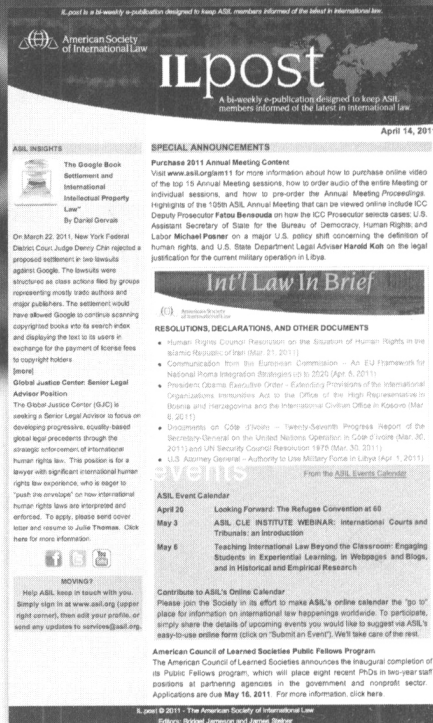 IL.post is a bi-weekly e-publication designed to keep ASIL members informed of the latest in international law.
American Society
of International Law
ILpost
A bi-weekly e-publication designed to keep ASIL
members informed of the latest in international law.
April 14, 201
ASIL INSIGHTS
The Google Book
Settlement and
International
Intellectual Property
Law"
By Daniel Gervais
On March 22, 2011, New York Federal
District Court Judge Denny Chin rejected a
proposed settlement in two lawsuits
against Google. The lawsuits were
structured as class actions filed by groups
representing mostly trade authors and
major publishers. The settlement would
have allowed Google to continue scanning
copyrighted books into its search index
and displaying the text to its users in
exchange for the payment of license fees
to copyright holders
[more]
Global Justice Center: Senior Legal
Advisor Position
The Global Justice Center (GJC) is
seeking a Senior Legal Advisor to focus on
developing progressive, equality-based
global legal precedents through the
strategic enforcement of international
human rights law. This position is for a
lawyer with significant international human
rights law experience, who is eager to
"push the envelope" on how international
human rights laws are interpreted and
enforced. To apply, please send cover
letter and resume to Julie Thomas. Click
here for more information.
You
Tube
MOVING?
Help ASIL keep in touch with you.
Simply sign in at www.asil.org (upper
right corner), then edit your profile, or
send any updates to services@asil.org.
SPECIAL ANNOUNCEMENTS
Purchase 2011 Annual Meeting Content
Visit www.asil.org/am11 for more information about how to purchase online video
of the top 15 Annual Meeting sessions, how to order audio of the entire Meeting or
individual sessions, and how to pre-order the Annual Meeting Proceedings.
Highlights of the 105th ASIL Annual Meeting that can be viewed online include ICC
Deputy Prosecutor Fatou Bensouda on how the ICC Prosecutor selects cases; U.S.
Assistant Secretary of State for the Bureau of Democracy, Human Rights, and
Labor Michael Posner on a major U.S. policy shift concerning the definition of
human rights, and U.S. State Department Legal Adviser Harold Koh on the legal
justification for the current military operation in Libya.
Int'l Law In Brief
American Society
of International Law
RESOLUTIONS, DECLARATIONS, AND OTHER DOCUMENTS
Human Rights Council Resolution on the Situation of Human Rights in the
Islamic Republic of Iran (Mar. 21, 2011)
Communication from the European Commission – An EU Framework for
National Roma Integration Strategies up to 2020 (Apr. 5, 2011)
President Obama Executive Order – Extending Provisions of the International
Organizations Immunities Act to the Office of the High Representative in
Bosnia and Herzegovina and the International Civilian Office in Kosovo (Mar.
8, 2011)
Documents on Côte d'Ivoire – Twenty-Seventh Progress Report of the
Secretary-General on the United Nations Operation in Côte d'Ivoire (Mar. 30,
2011) and UN Security Council Resolution 1975 (Mar. 30, 2011)
U.S. Attorney General – Authority to Use Military Force in Libya (Apr. 1, 2011)
events
From the ASIL Events Calendar
ASIL Event Calendar
April 20 Looking Forward: The Refugee Convention at 60
May 3 ASIL CLE INSTITUTE WEBINAR: International Courts and
Tribunals: an Introduction
May 6 Teaching International Law Beyond the Classroom: Engaging
Students in Experiential Learning, in Webpages and Blogs,
and in Historical and Empirical Research
Contribute to ASIL's Online Calendar
Please join the Society in its effort to make ASIL's online calendar the "go to"
place for information on international law happenings worldwide. To participate,
simply share the details of upcoming events you would like to suggest via ASIL's
easy-to-use online form (click on "Submit an Event"). We'll take care of the rest.
American Council of Learned Societies Public Fellows Program
The American Council of Learned Societies announces the inaugural completion of
its Public Fellows program, which will place eight recent PhDs in two-year staff
positions at partnering agencies in the government and nonprofit sector.
Applications are due May 16, 2011. For more information, click here.
IL.post © 2011 - The American Society of International Law
Editors: Bridget Jameson and James Steiner